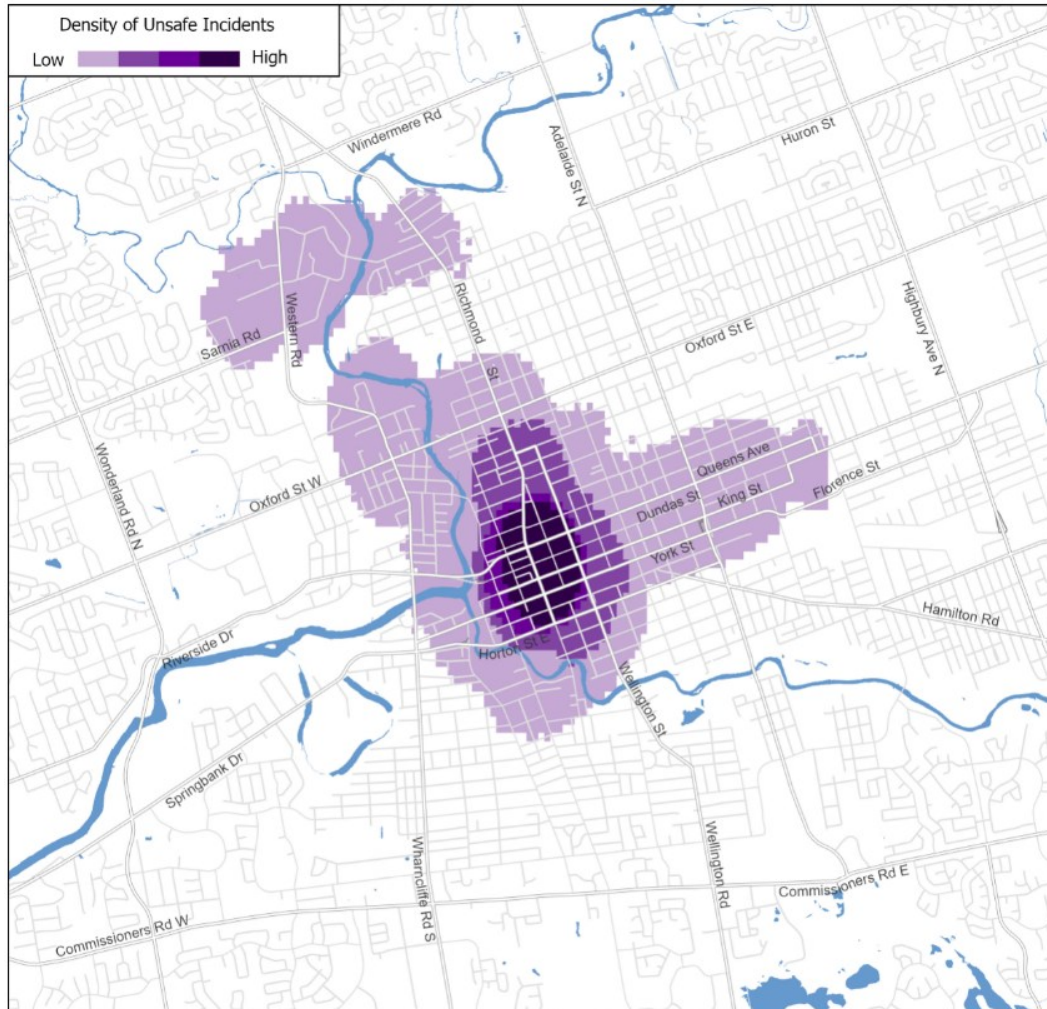 Density of Unsafe Incidents
Low High
Windermere Rd
Adelaide St N
Huron St
Richmond St
Western Rd
Sarnia Rd
Oxford St E
Highbury Ave N
Wonderland Rd N
Oxford St W
Queens Ave
Dundas St
King St
Florence St
York St
Hamilton Rd
Riverside Dr
Horton St E
Wellington St
Springbank Dr
Wharncliffe Rd S
Wellington Rd
Commissioners Rd E
Commissioners Rd W